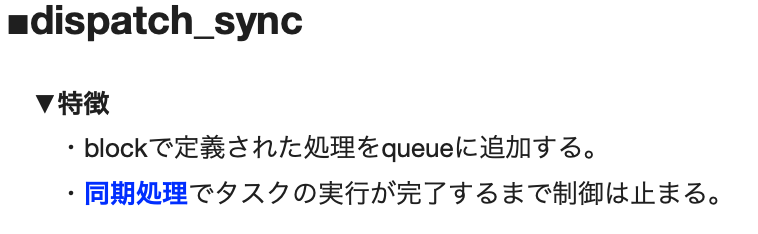 ■dispatch_sync
▼特徴
・blockで定義された処理をqueueに追加する。
・同期処理でタスクの実行が完了するまで制御は止まる。